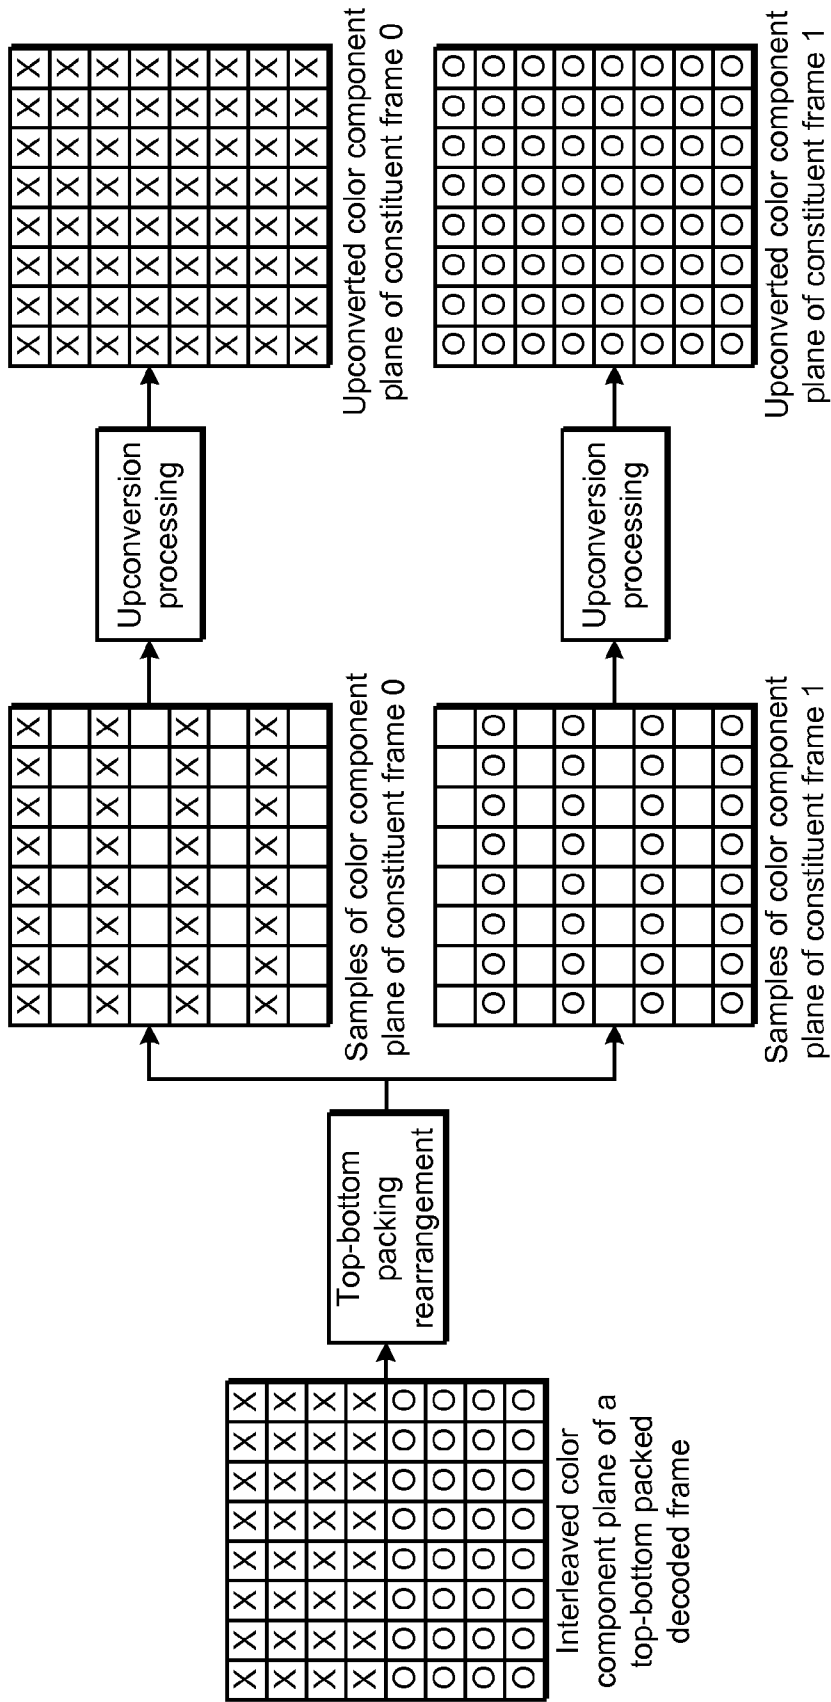 X X X X X X X X
X X X X X X X X
X X X X X X X X
X X X X X X X X
O O O O O O O O
O O O O O O O O
O O O O O O O O
O O O O O O O O
Interleaved color
component plane of a
top-bottom packed
decoded frame
Top-bottom
packing
rearrangement
X X X X X X X X
X X X X X X X X
X X X X X X X X
X X X X X X X X
Samples of color component
plane of constituent frame 0
Upconversion
processing
X X X X X X X X
X X X X X X X X
X X X X X X X X
X X X X X X X X
X X X X X X X X
X X X X X X X X
X X X X X X X X
X X X X X X X X
Upconverted color component
plane of constituent frame 0
O O O O O O O O
O O O O O O O O
O O O O O O O O
O O O O O O O O
Samples of color component
plane of constituent frame 1
Upconversion
processing
O O O O O O O O
O O O O O O O O
O O O O O O O O
O O O O O O O O
O O O O O O O O
O O O O O O O O
O O O O O O O O
O O O O O O O O
Upconverted color component
plane of constituent frame 1